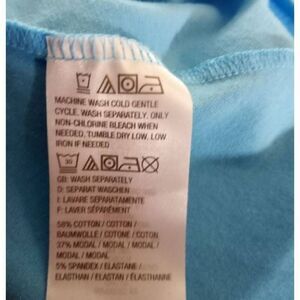 MACHINE WASH COLD GENTLE
CYCLE, WASH SEPARATELY, ONLY
NON-CHLORINE BLEACH WHEN
NEEDED, TUMBLE DRY LOW, LOW
IRON IF NEEDED
30
GB: WASH SEPARATELY
D: SEPARAT WASCHEN
I: LAVARE SEPARATAMENTE
F: LAVER SÉPARÉMENT
58% COTTON / COTTON /
BAUMWOLLE / COTONE / COTON
37% MODAL / MODAL / MODAL /
MODAL / MODAL
5% SPANDEX / ELASTANE /
ELASTHAN / ELASTAN / ÉLASTHANNE